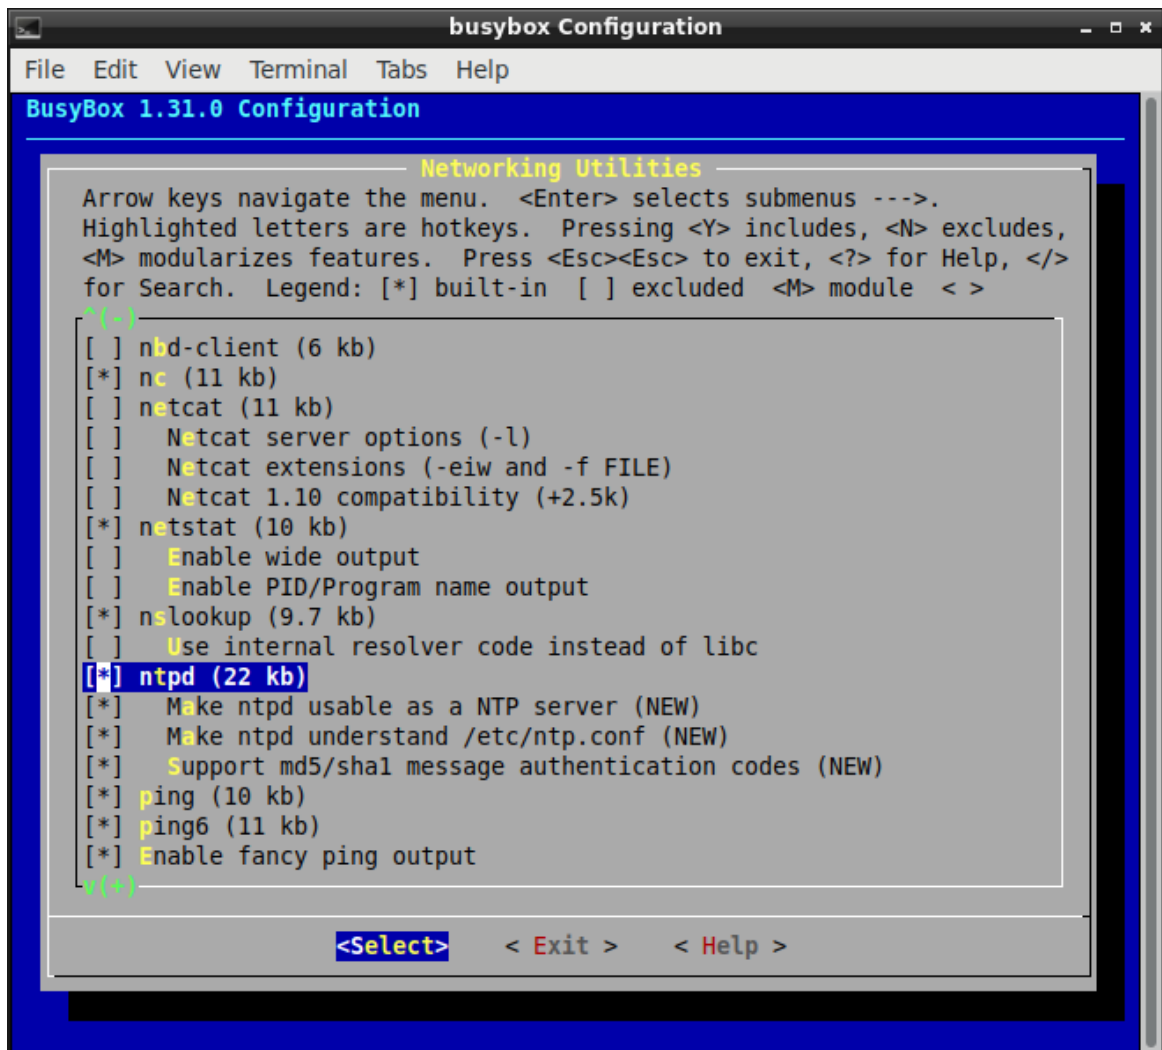 busybox Configuration
File Edit View Terminal Tabs Help
BusyBox 1.31.0 Configuration
Networking Utilities
Arrow keys navigate the menu.  <Enter> selects submenus --->.
Highlighted letters are hotkeys.  Pressing <Y> includes, <N> excludes,
<M> modularizes features.  Press <Esc><Esc> to exit, <?> for Help, </>
for Search.  Legend: [*] built-in  [ ] excluded  <M> module  < >
^(-)
[ ] nbd-client (6 kb)
[*] nc (11 kb)
[ ] netcat (11 kb)
[ ]   Netcat server options (-l)
[ ]   Netcat extensions (-eiw and -f FILE)
[ ]   Netcat 1.10 compatibility (+2.5k)
[*] netstat (10 kb)
[ ]   Enable wide output
[ ]   Enable PID/Program name output
[*] nslookup (9.7 kb)
[ ]   Use internal resolver code instead of libc
[*] ntpd (22 kb)
[*]   Make ntpd usable as a NTP server (NEW)
[*]   Make ntpd understand /etc/ntp.conf (NEW)
[*]   Support md5/sha1 message authentication codes (NEW)
[*] ping (10 kb)
[*] ping6 (11 kb)
[*] Enable fancy ping output
v(+)
<Select>    < Exit >    < Help >